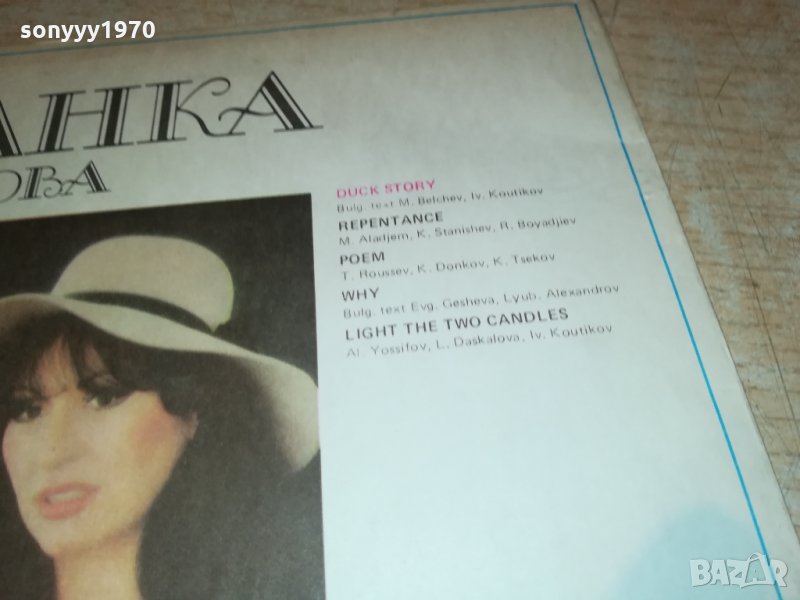 sonyyy1970
АНКА
ОВА
DUCK STORY
Bulg. text M. Belchev, Iv. Koutikov
REPENTANCE
M. Aladjem, K. Stanishev, R. Boyadjiev
POEM
T. Roussev, K. Donkov, K. Tsekov
WHY
Bulg. text Evg. Gesheva, Lyub. Alexandrov
LIGHT THE TWO CANDLES
Al. Yossifov, L. Daskalova, Iv. Koutikov
BAZAR